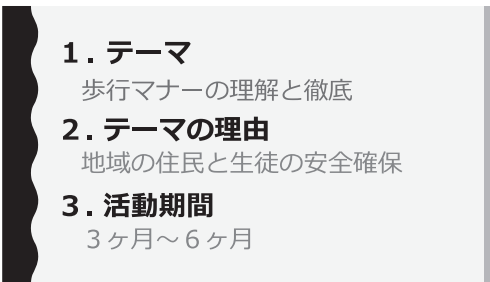 1. テーマ
歩行マナーの理解と徹底
2. テーマの理由
地域の住民と生徒の安全確保
3. 活動期間
３ヶ月～６ヶ月